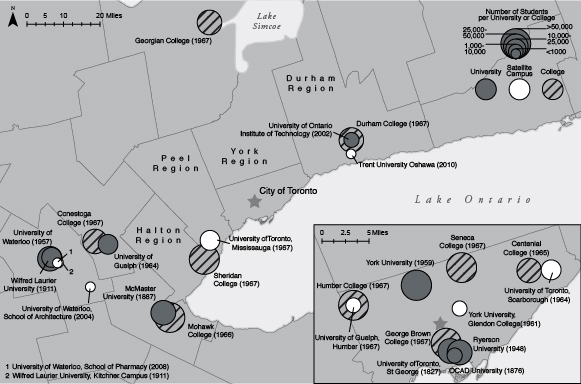 N
0 5 10 20 Miles
Georgian College (1967)
Lake
Simcoe
Number of Students
per University or College
25,000-
50,000
1,000-
10,000
>50,000
10,000-
25,000
<1000
University
Satellite
Campus
College
Durham
Region
University of Ontario
Institute of Technology (2002)
Durham College (1967)
Trent University Oshawa (2010)
York
Region
Peel
Region
City of Toronto
Lake Ontario
Halton
Region
Conestoga
College (1967)
University of
Waterloo (1957)
1
2
University of
Guelph (1964)
Wilfred Laurier
University (1911)
University of Waterloo,
School of Architecture (2004)
University of Toronto,
Mississauga (1967)
Sheridan
College (1967)
McMaster
University (1887)
Mohawk
College (1966)
1 University of Waterloo, School of Pharmacy (2008)
2 Wilfred Laurier University, Kitchner Campus (1911)
0 2.5 5 Miles
Seneca
College (1967)
York University (1959)
Centennial
College (1965)
University of Toronto,
Scarborough (1964)
Humber College (1967)
University of Guelph,
Humber (1967)
York University,
Glendon College(1961)
George Brown
College (1967)
Ryerson
University (1948)
University of Toronto,
St George (1827)
OCAD University (1876)